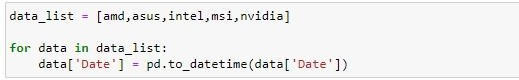 data_list = [amd,asus,intel,msi,nvidia]
for data in data_list:
    data['Date'] = pd.to_datetime(data['Date'])